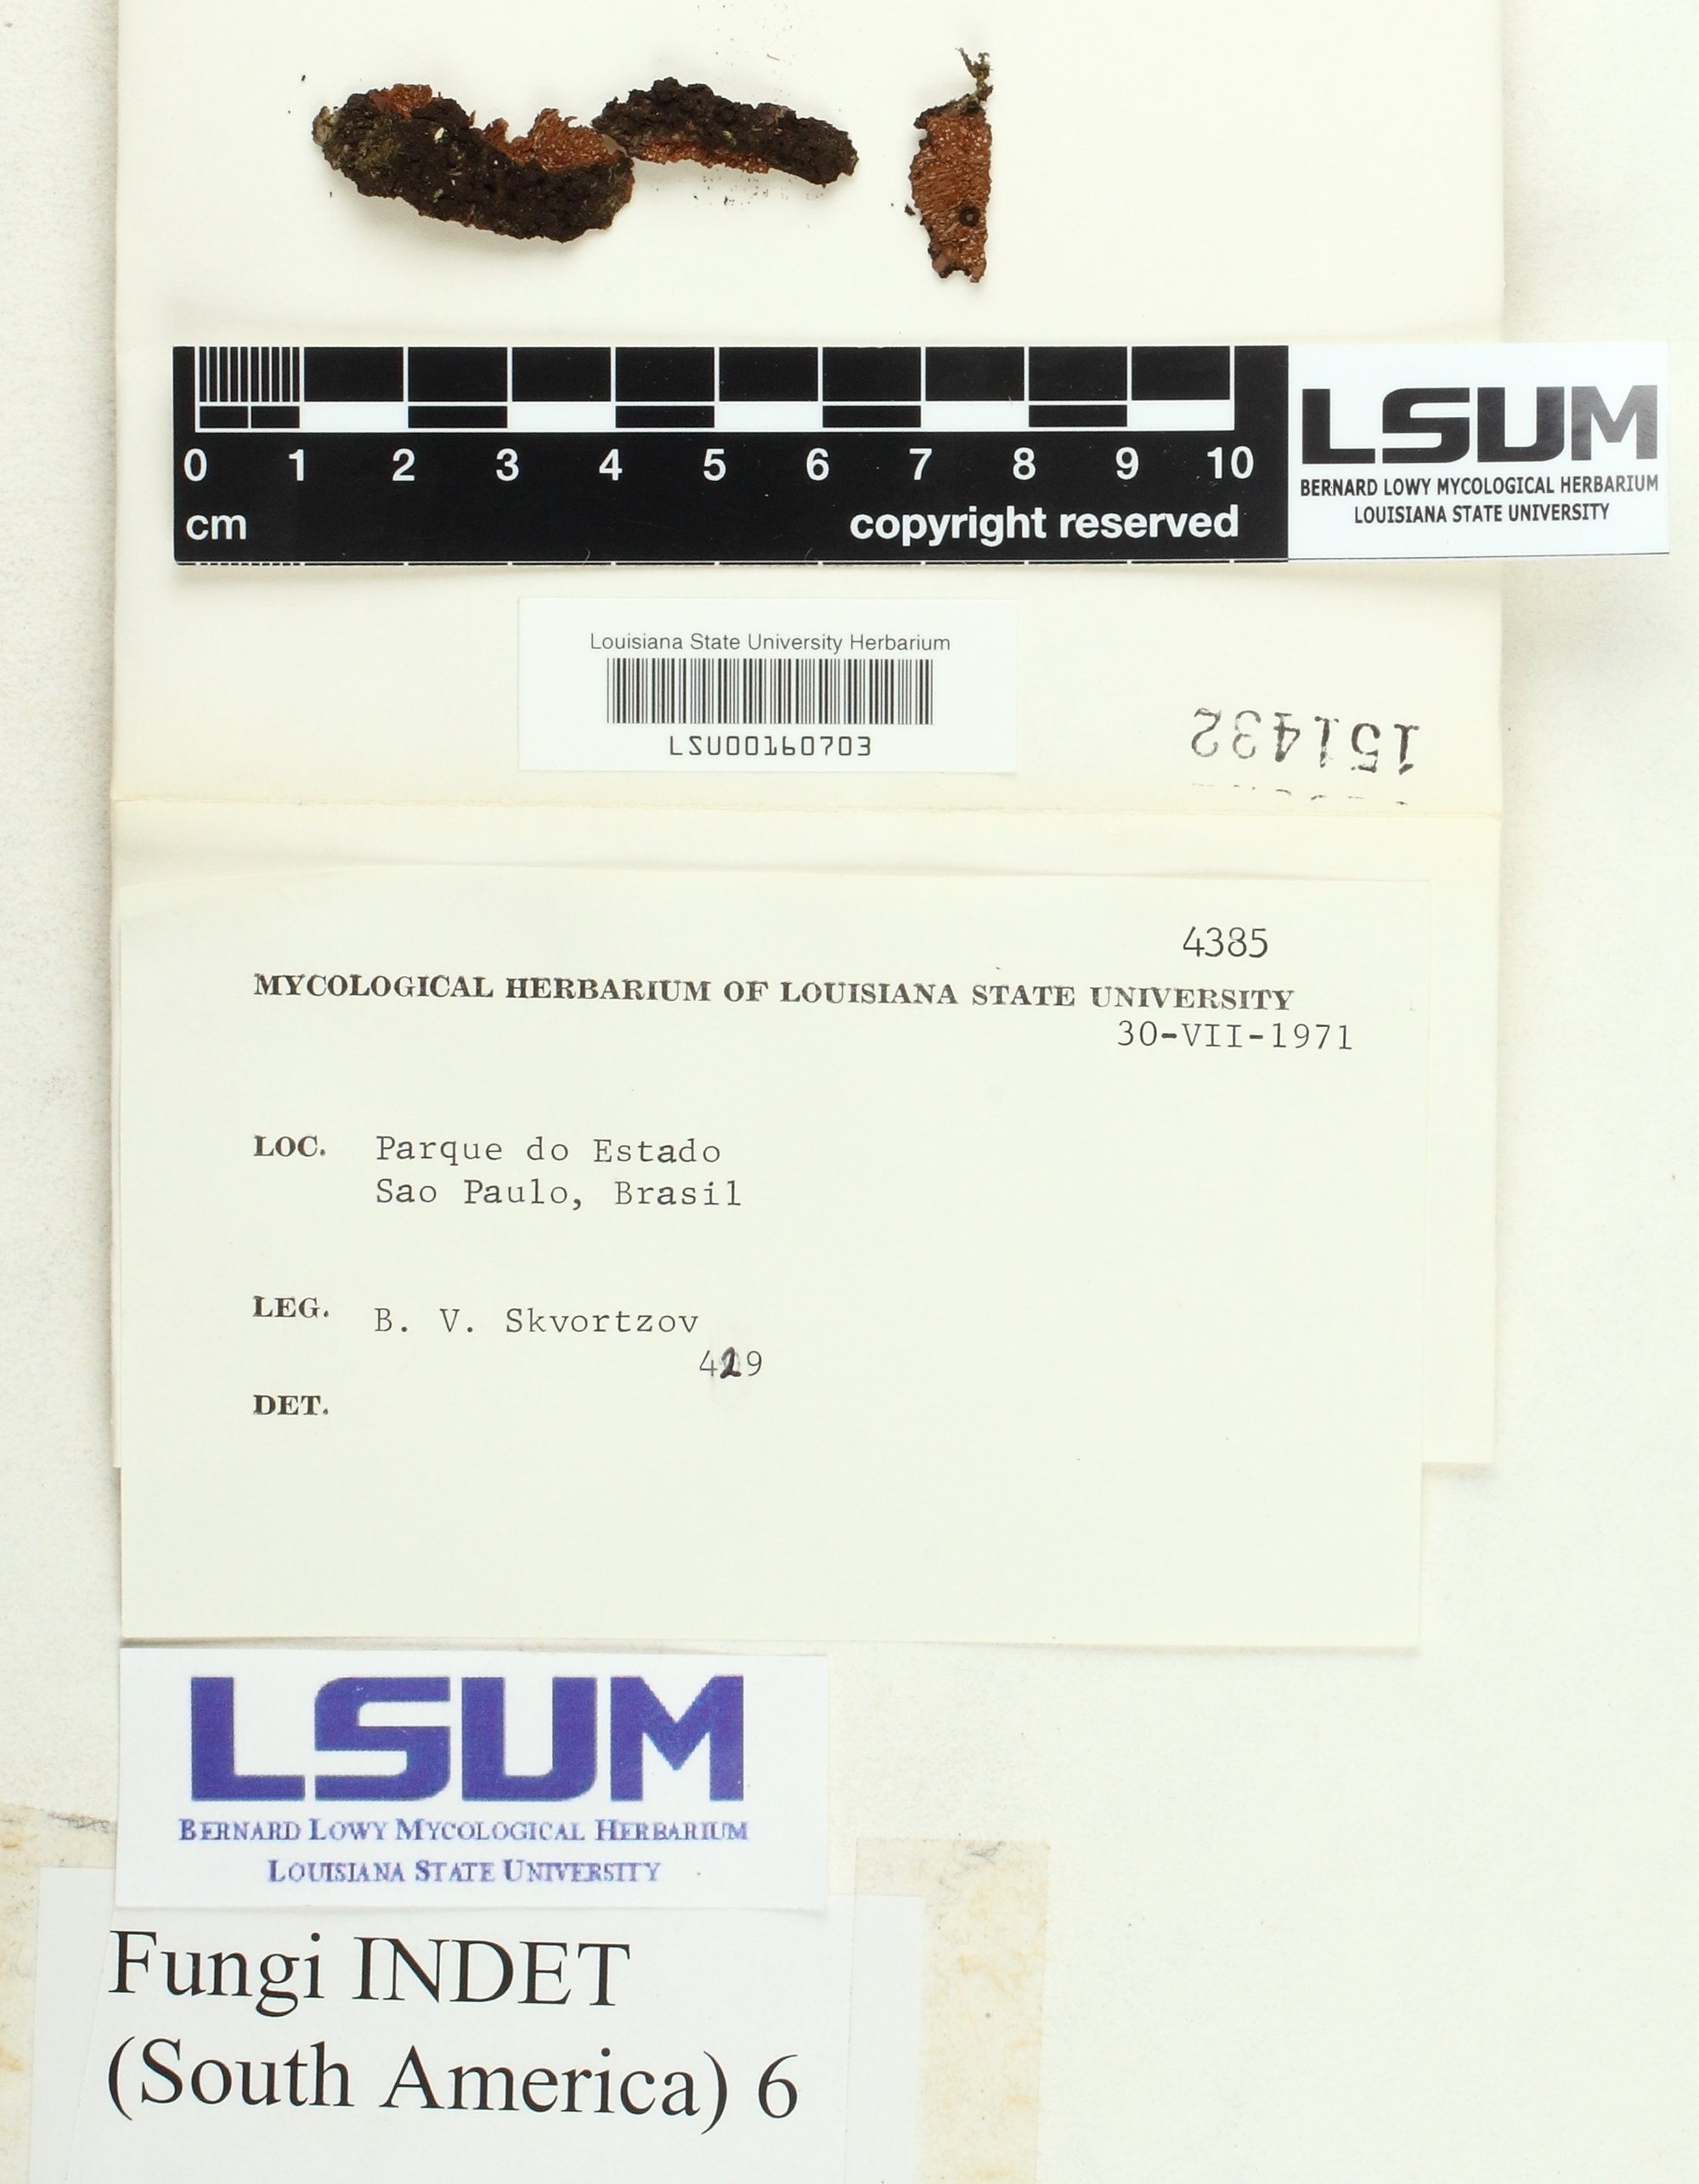 0 1 2 3 4 5 6 7 8 9 10
cm copyright reserved
LSUM
BERNARD LOWY MYCOLOGICAL HERBARIUM
LOUISIANA STATE UNIVERSITY
Louisiana State University Herbarium
LSU00160703
151432
4385
MYCOLOGICAL HERBARIUM OF LOUISIANA STATE UNIVERSITY
30-VII-1971
LOC. Parque do Estado
Sao Paulo, Brasil
LEG. B. V. Skvortzov
429
DET.
LSUM
BERNARD LOWY MYCOLOGICAL HERBARIUM
LOUISIANA STATE UNIVERSITY
Fungi INDET
(South America) 6